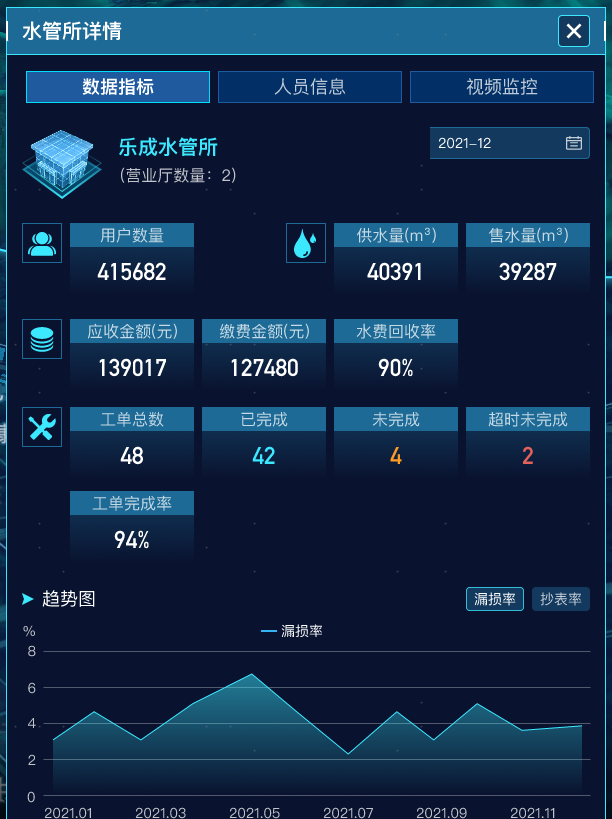 水管所详情
数据指标 人员信息 视频监控
乐成水管所
2021-12
(营业厅数量：2)
用户数量 供水量(m³) 售水量(m³)
415682 40391 39287
应收金额(元) 缴费金额(元) 水费回收率
139017 127480 90%
工单总数 已完成 未完成 超时未完成
48 42 4 2
工单完成率
94%
趋势图 漏损率 抄表率
% 漏损率
8
6
4
2
0
2021.01 2021.03 2021.05 2021.07 2021.09 2021.11